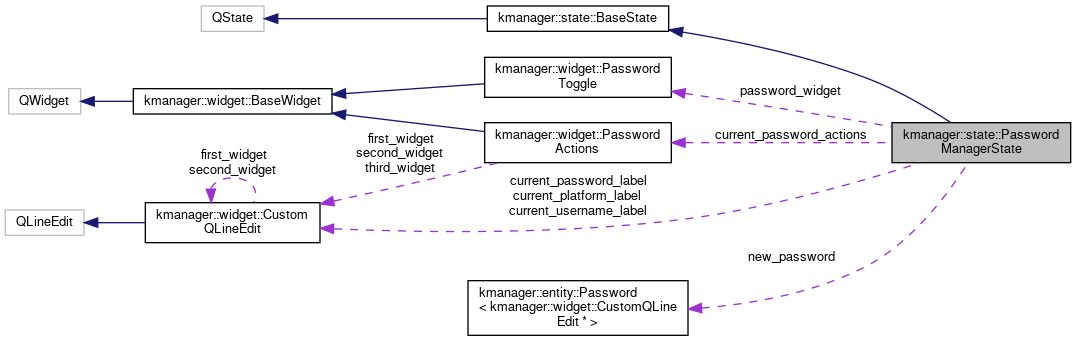 QState
kmanager::state::BaseState
kmanager::widget::Password
Toggle
password_widget
QWidget
kmanager::widget::BaseWidget
kmanager::widget::Password
Actions
current_password_actions
kmanager::state::Password
ManagerState
first_widget
second_widget
third_widget
first_widget
second_widget
current_password_label
current_platform_label
current_username_label
QLineEdit
kmanager::widget::Custom
QLineEdit
new_password
kmanager::entity::Password
< kmanager::widget::CustomQLine
Edit * >